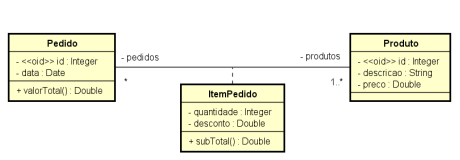 Pedido
- <<oid>> id : Integer
- data : Date
+ valorTotal() : Double
- pedidos
*
- produtos
1..*
Produto
- <<oid>> id : Integer
- descricao : String
- preco : Double
ItemPedido
- quantidade : Integer
- desconto : Double
+ subTotal() : Double